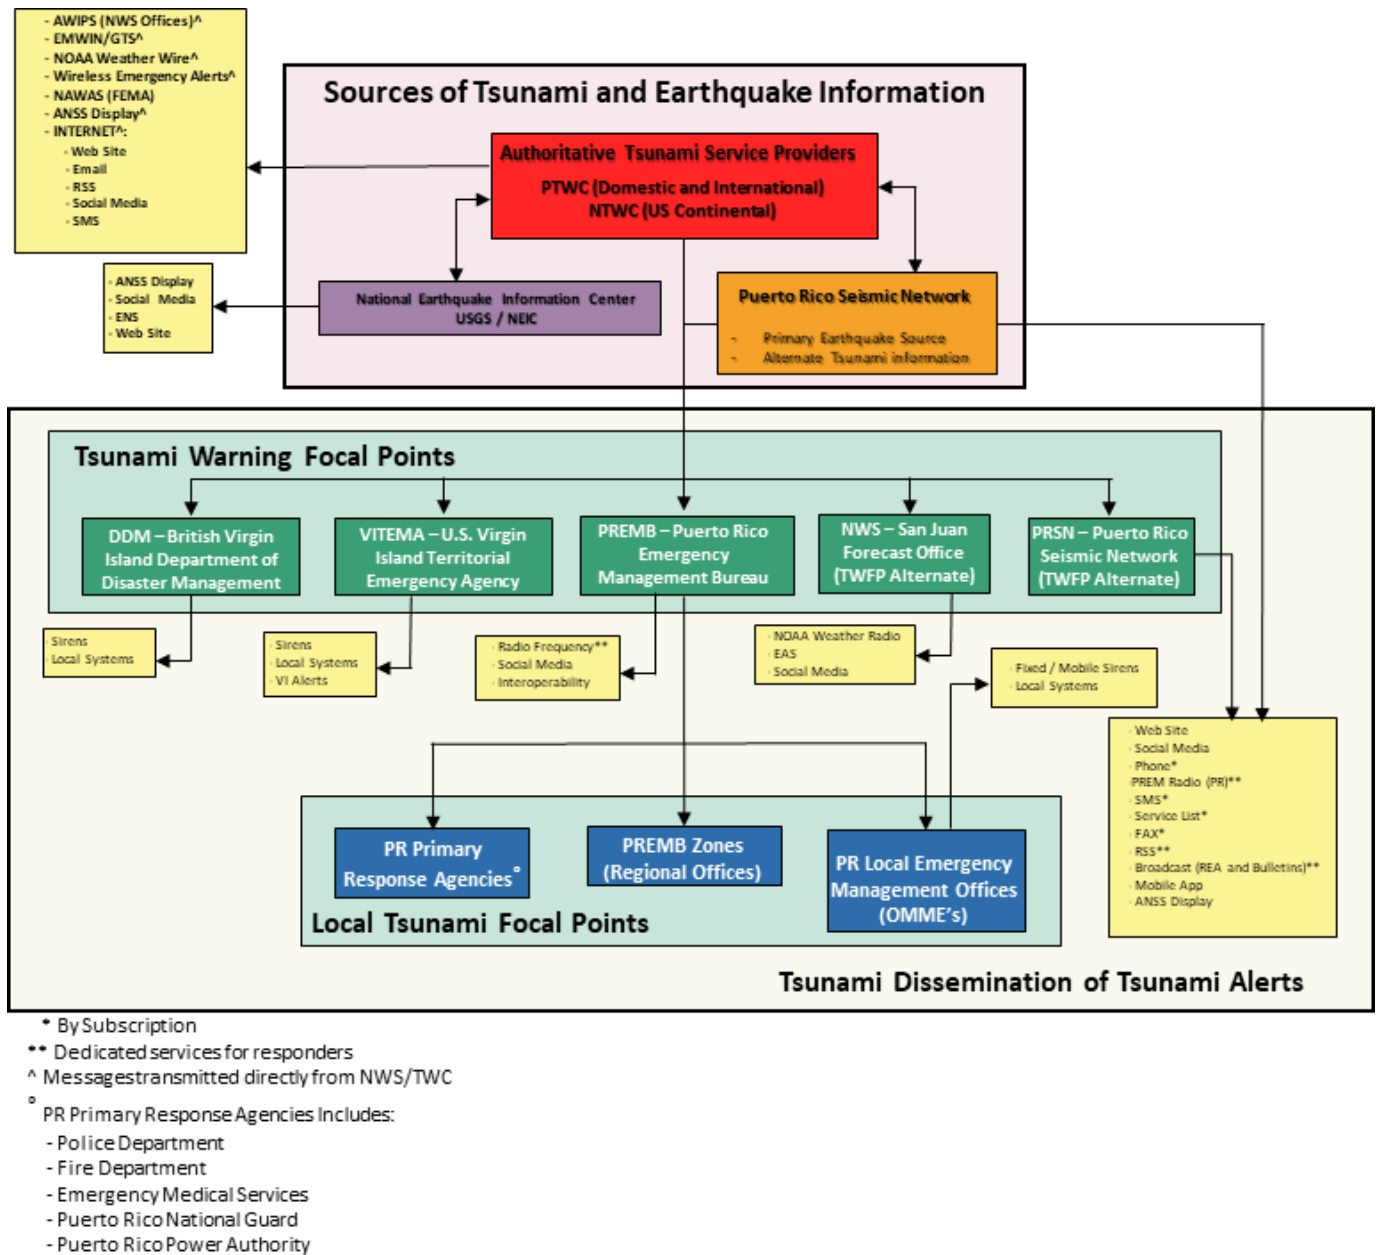 - AWIPS (NWS Offices)^
- EMWIN/GTS^
- NOAA Weather Wire^
- Wireless Emergency Alerts^
- NAWAS (FEMA)
- ANSS Display^
- INTERNET^:
- Web Site
- Email
- RSS
- Social Media
- SMS
Sources of Tsunami and Earthquake Information
Authoritative Tsunami Service Providers
PTWC (Domestic and International)
NTWC (US Continental)
- ANSS Display
- Social Media
- ENS
- Web Site
National Earthquake Information Center
USGS / NEIC
Puerto Rico Seismic Network
- Primary Earthquake Source
- Alternate Tsunami information
Tsunami Warning Focal Points
DDM – British Virgin
Island Department of
Disaster Management
VITEMA – U.S. Virgin
Island Territorial
Emergency Agency
PREMB – Puerto Rico
Emergency
Management Bureau
NWS – San Juan
Forecast Office
(TWFP Alternate)
PRSN – Puerto Rico
Seismic Network
(TWFP Alternate)
· Sirens
· Local Systems
· Sirens
· Local Systems
· VI Alerts
· Radio Frequency**
· Social Media
· Interoperability
· NOAA Weather Radio
· EAS
· Social Media
· Fixed / Mobile Sirens
· Local Systems
· Web Site
· Social Media
· Phone*
·PREM Radio (PR)**
· SMS*
· Service List*
· FAX*
· RSS**
· Broadcast (REA and Bulletins)**
· Mobile App
· ANSS Display
PR Primary
Response Agencies°
PREMB Zones
(Regional Offices)
PR Local Emergency
Management Offices
(OMME's)
Local Tsunami Focal Points
Tsunami Dissemination of Tsunami Alerts
* By Subscription
** Dedicated services for responders
^ Messagestransmitted directly from NWS/TWC
° PR Primary Response Agencies Includes:
- Police Department
- Fire Department
- Emergency Medical Services
- Puerto Rico National Guard
- Puerto Rico Power Authority